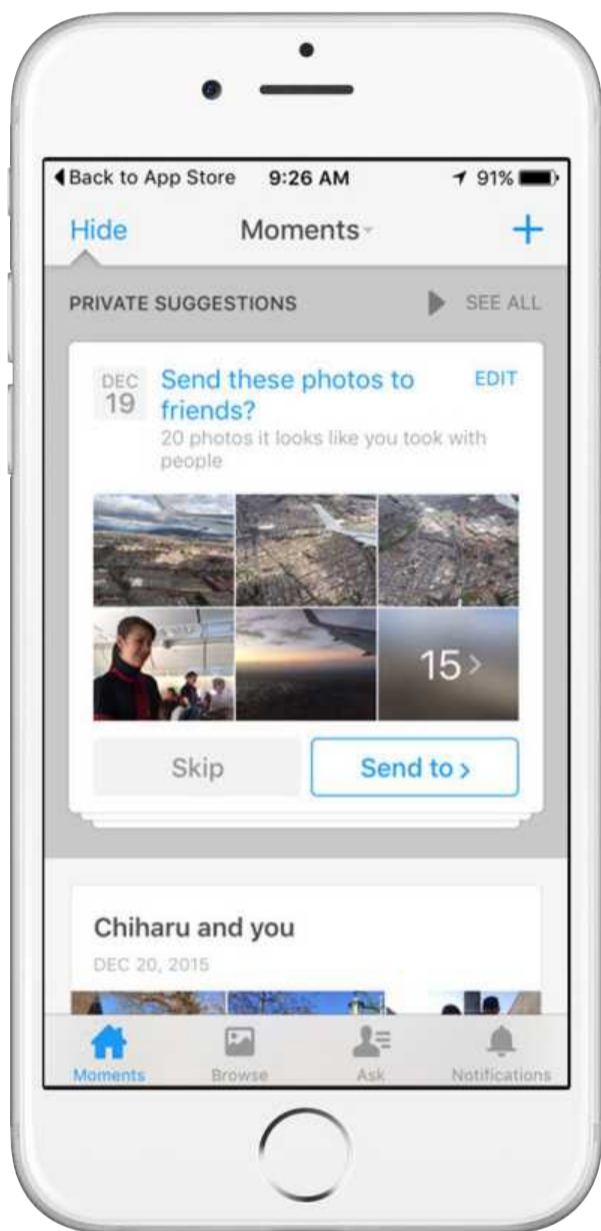 Back to App Store 9:26 AM 91%
Hide Moments +
PRIVATE SUGGESTIONS SEE ALL
DEC Send these photos to EDIT
19 friends?
20 photos it looks like you took with
people
15 >
Skip Send to >
Chiharu and you
DEC 20, 2015
Moments Browse Ask Notifications